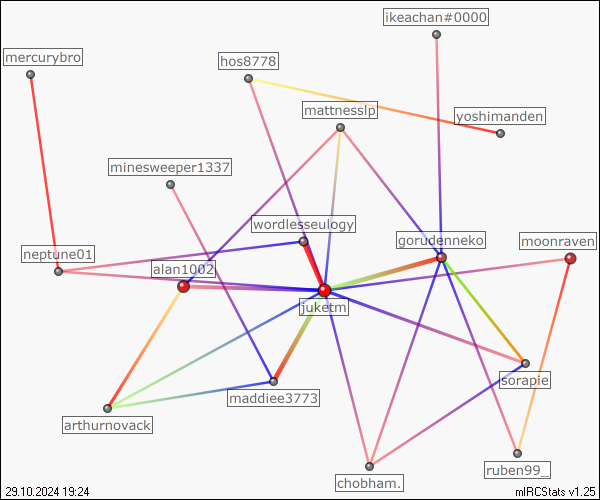 ikeachan#0000
mercurybro
hos8778
mattnesslp
yoshimanden
minesweeper1337
wordlesseulogy
gorudenneko
moonraven
neptune01
alan1002
juketm
sorapie
maddiee3773
arthurnovack
ruben99_
chobham.
29.10.2024 19:24
mIRCStats v1.25